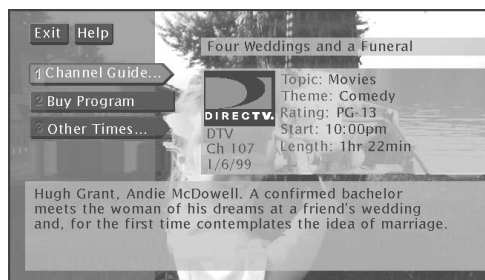 Exit Help
Four Weddings and a Funeral
1 Channel Guide...
2 Buy Program
3 Other Times...
DIRECTV.
DTV
Ch 107
1/6/99
Topic: Movies
Theme: Comedy
Rating: PG-13
Start: 10:00pm
Length: 1hr 22min
Hugh Grant, Andie McDowell. A confirmed bachelor
meets the woman of his dreams at a friend's wedding
and, for the first time contemplates the idea of marriage.